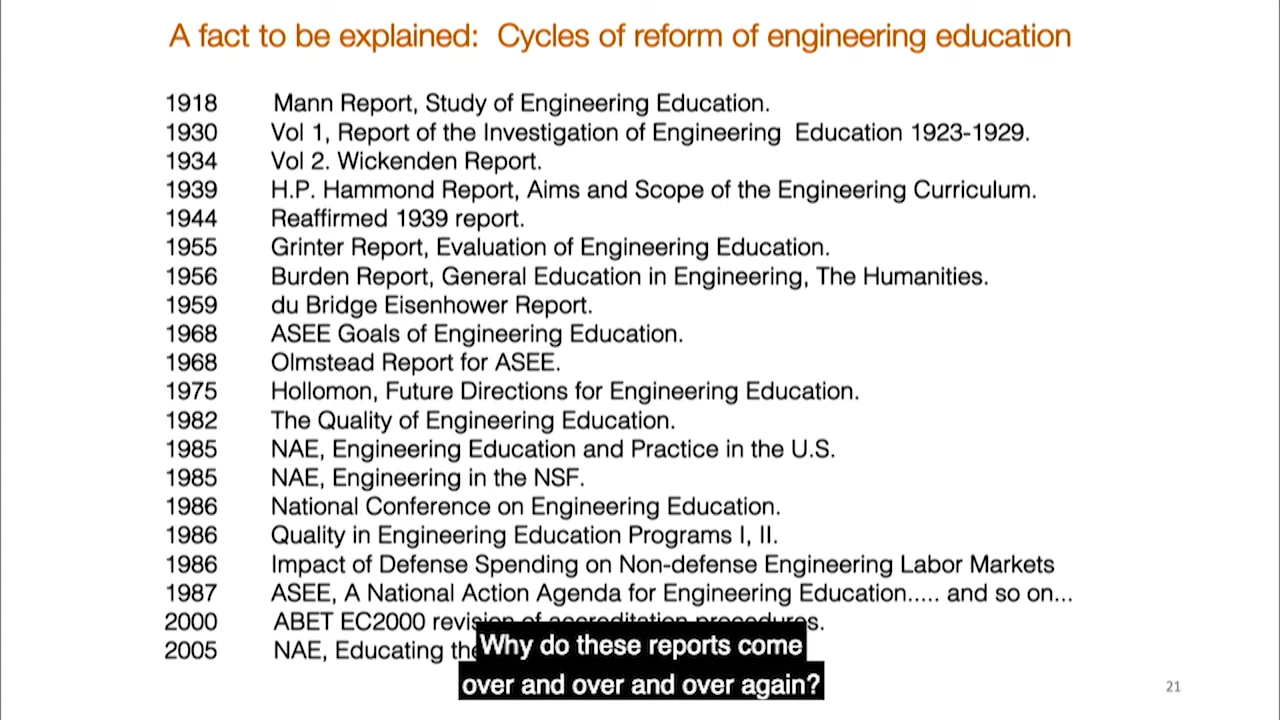 A fact to be explained: Cycles of reform of engineering education
1918 Mann Report, Study of Engineering Education.
1930 Vol 1, Report of the Investigation of Engineering Education 1923-1929.
1934 Vol 2. Wickenden Report.
1939 H.P. Hammond Report, Aims and Scope of the Engineering Curriculum.
1944 Reaffirmed 1939 report.
1955 Grinter Report, Evaluation of Engineering Education.
1956 Burden Report, General Education in Engineering, The Humanities.
1959 du Bridge Eisenhower Report.
1968 ASEE Goals of Engineering Education.
1968 Olmstead Report for ASEE.
1975 Hollomon, Future Directions for Engineering Education.
1982 The Quality of Engineering Education.
1985 NAE, Engineering Education and Practice in the U.S.
1985 NAE, Engineering in the NSF.
1986 National Conference on Engineering Education.
1986 Quality in Engineering Education Programs I, II.
1986 Impact of Defense Spending on Non-defense Engineering Labor Markets
1987 ASEE, A National Action Agenda for Engineering Education..... and so on...
2000 ABET EC2000 revision of accreditation procedures.
2005 NAE, Educating the
Why do these reports come
over and over and over again?
21